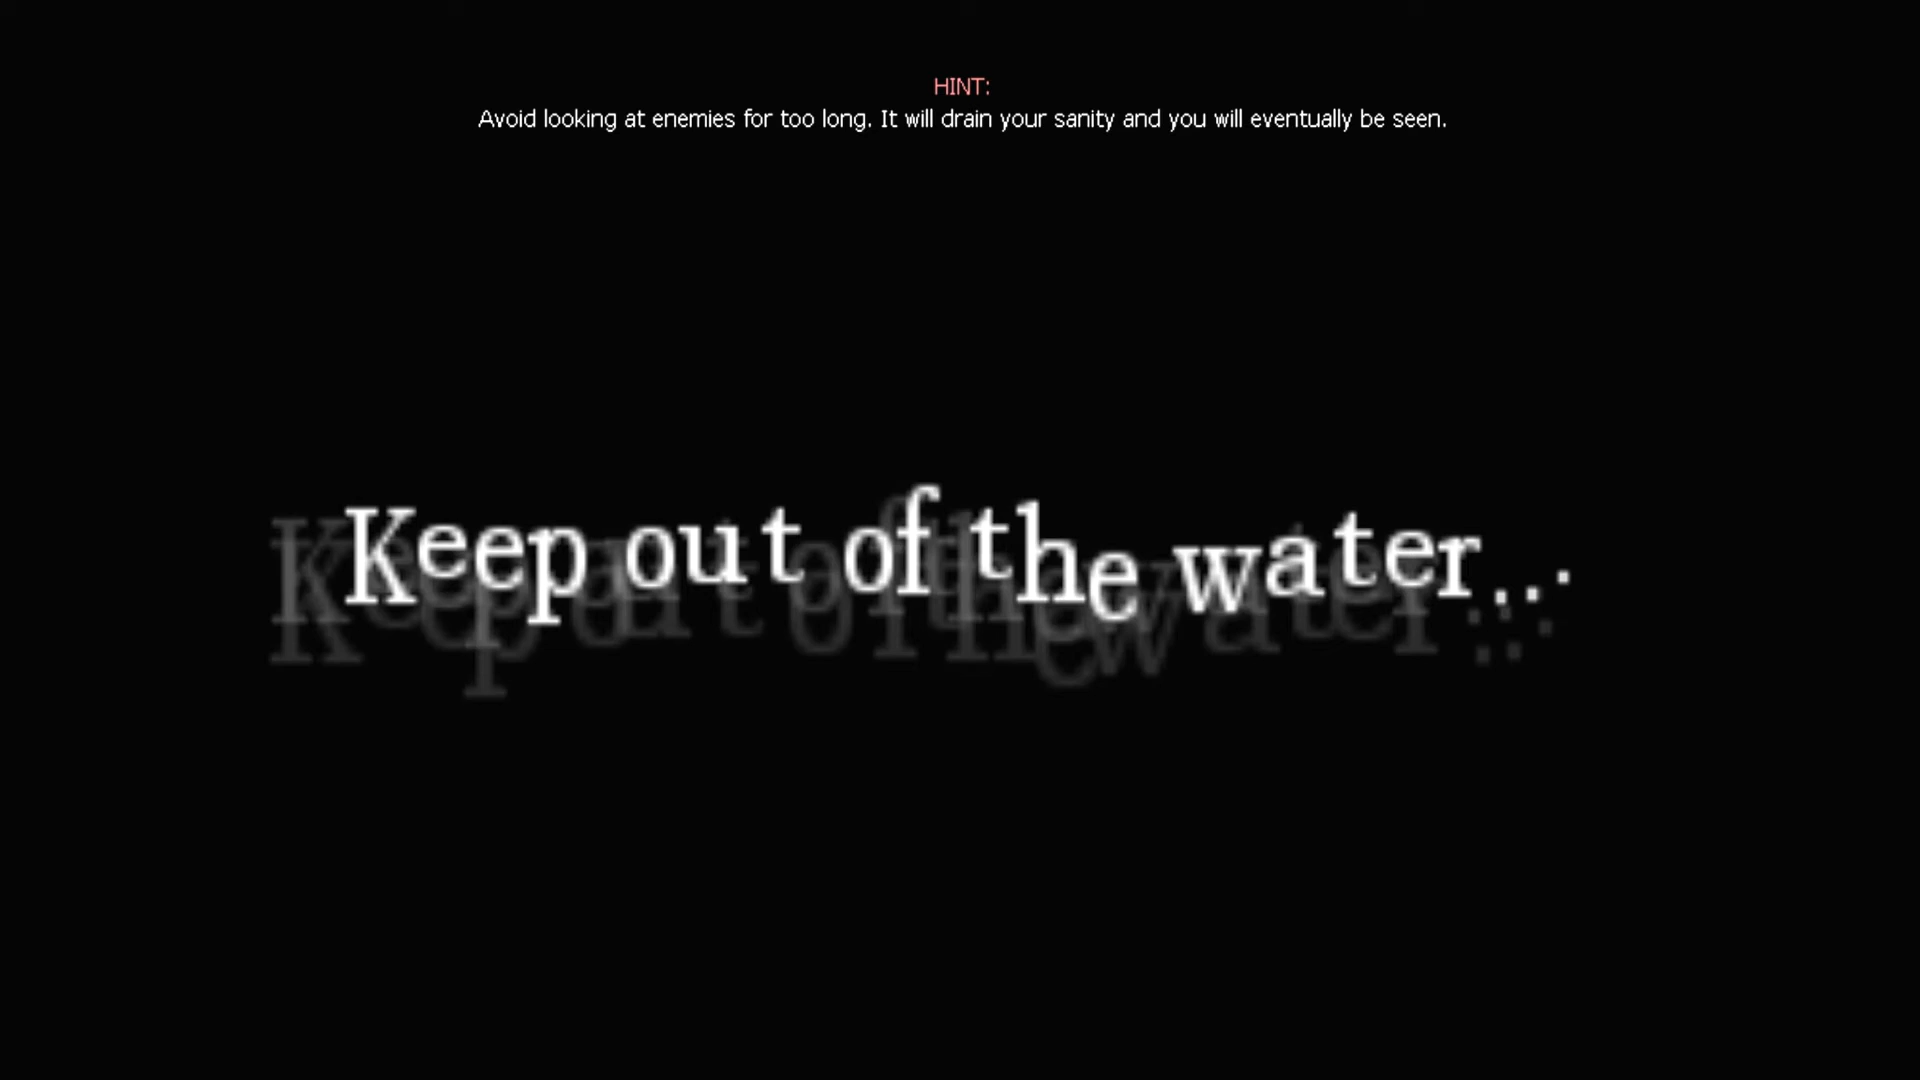 HINT:
Avoid looking at enemies for too long. It will drain your sanity and you will eventually be seen.
Keep out of the water...